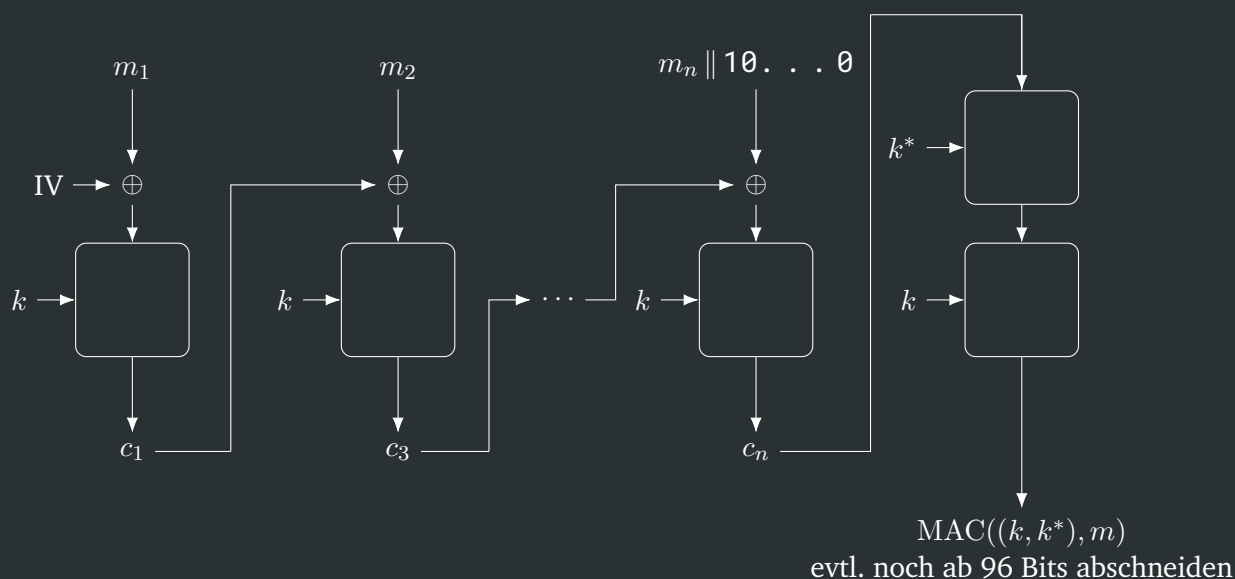 m₁
m₂
mₙ ∥ 10...0
IV
⊕
⊕
⊕
k*
k
k
...
k
k
c₁
c₃
cₙ
MAC((k, k*), m)
evtl. noch ab 96 Bits abschneiden